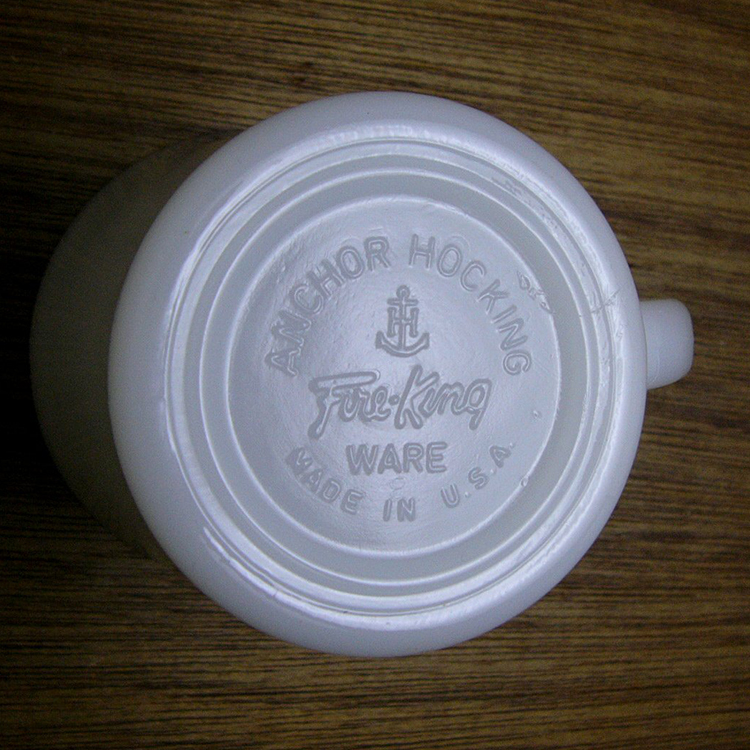 ANCHOR HOCKING
Fire-King
WARE
MADE IN U.S.A.